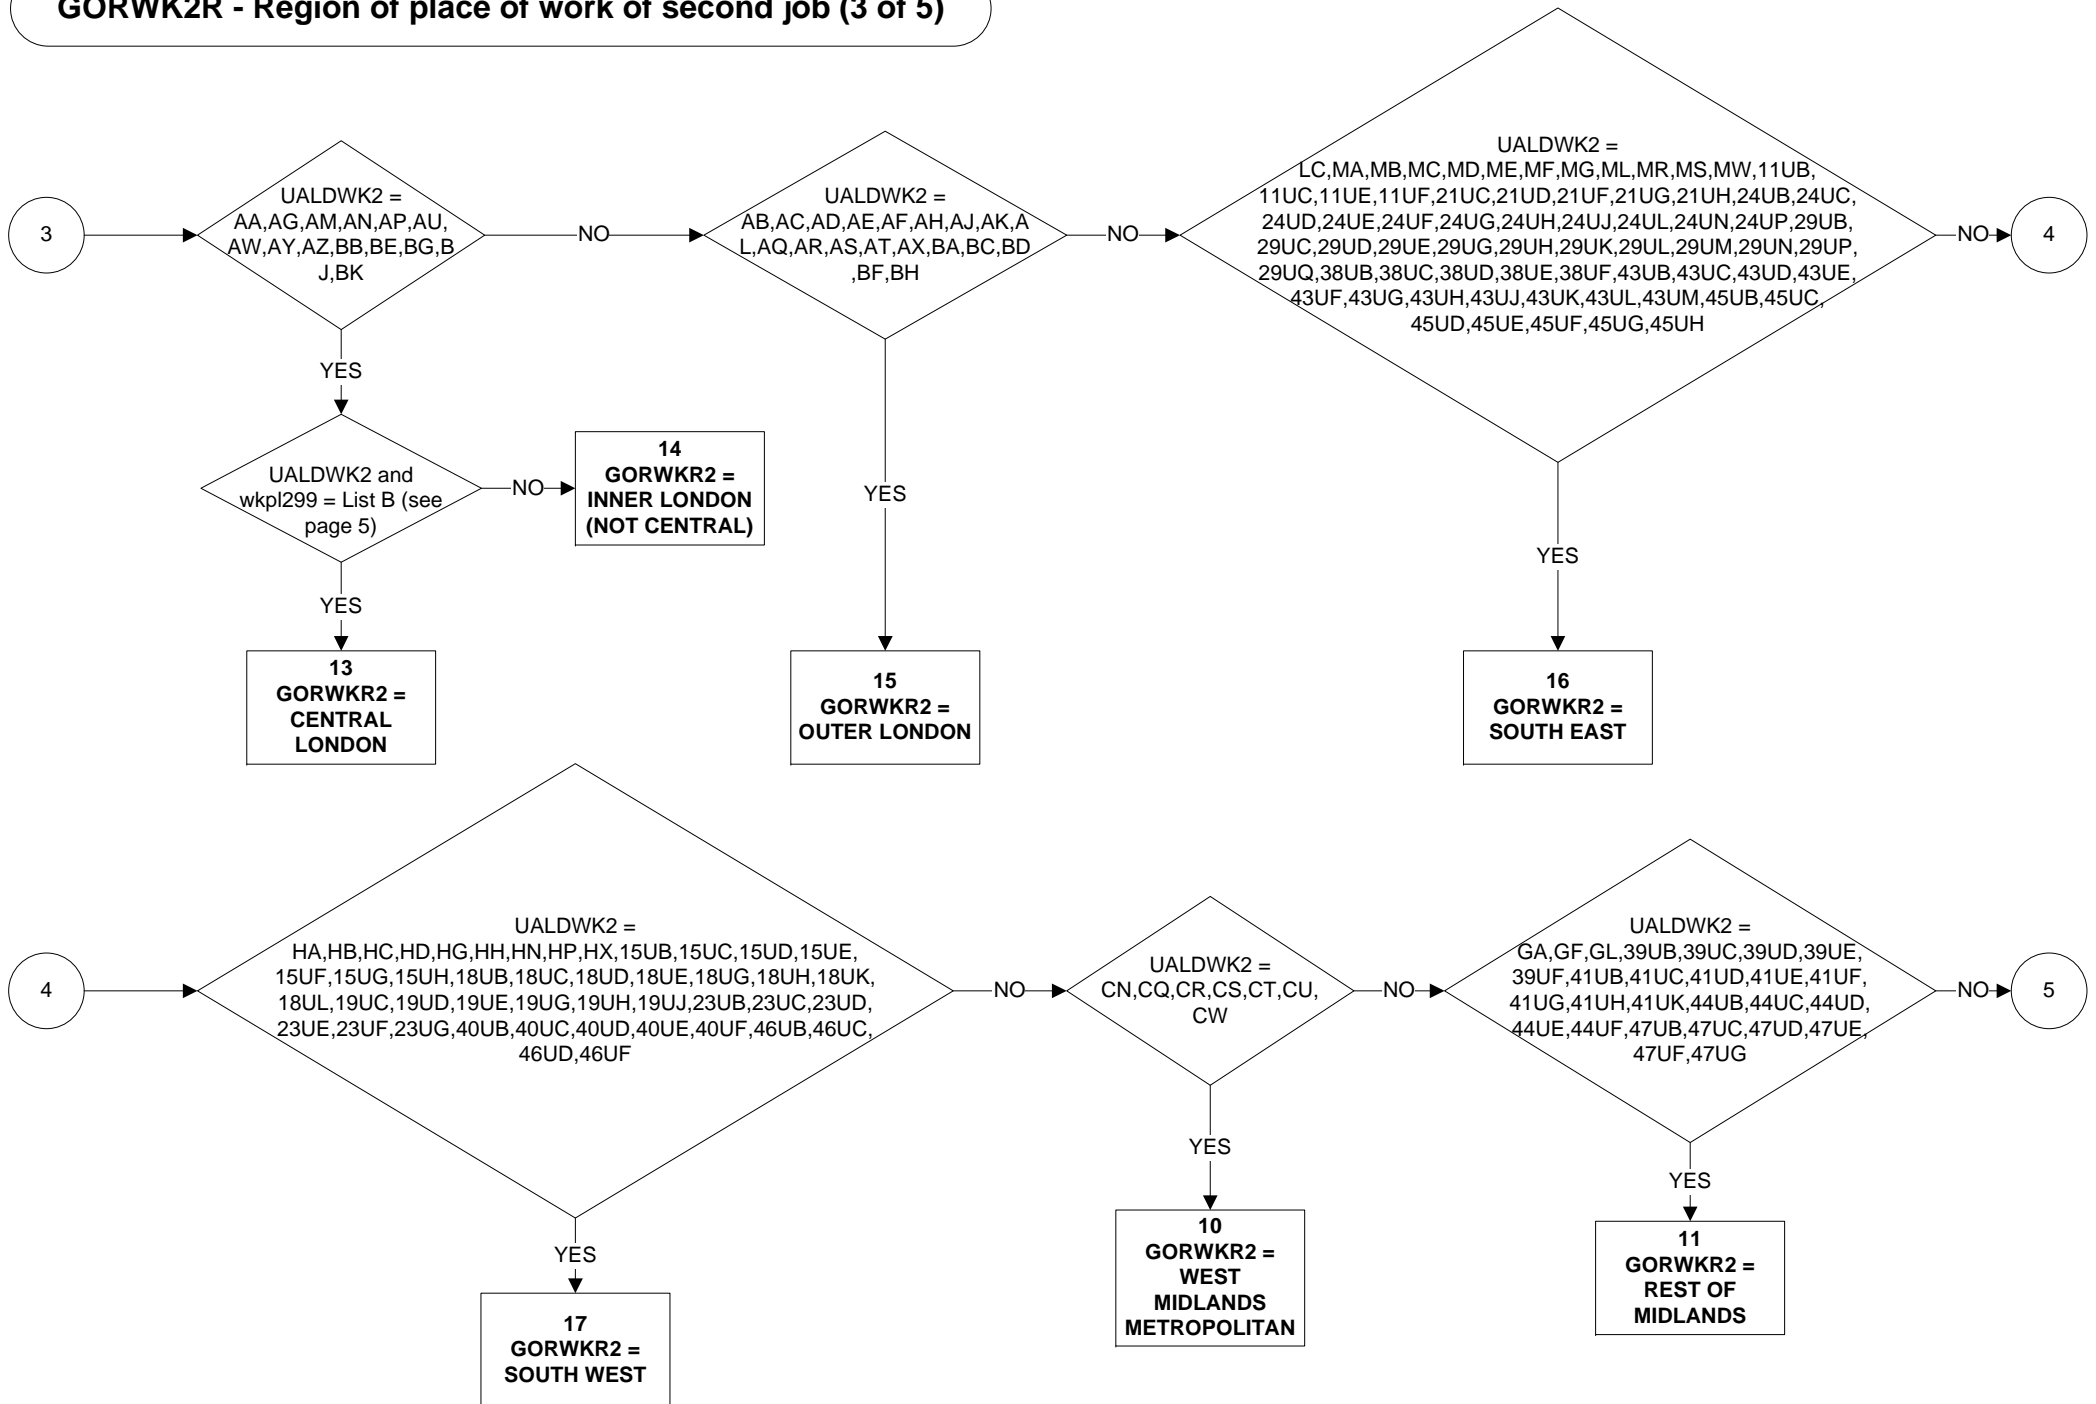 GORWK2R - Region of place of work of second job (3 of 5)
3
UALDWK2 =
AA,AG,AM,AN,AP,AU,
AW,AY,AZ,BB,BE,BG,B
J,BK
NO
UALDWK2 =
AB,AC,AD,AE,AF,AH,AJ,AK,A
L,AQ,AR,AS,AT,AX,BA,BC,BD
,BF,BH
NO
UALDWK2 =
LC,MA,MB,MC,MD,ME,MF,MG,ML,MR,MS,MW,11UB,
11UC,11UE,11UF,21UC,21UD,21UF,21UG,21UH,24UB,24UC,
24UD,24UE,24UF,24UG,24UH,24UJ,24UL,24UN,24UP,29UB,
29UC,29UD,29UE,29UG,29UH,29UK,29UL,29UM,29UN,29UP,
29UQ,38UB,38UC,38UD,38UE,38UF,43UB,43UC,43UD,43UE,
43UF,43UG,43UH,43UJ,43UK,43UL,43UM,45UB,45UC,
45UD,45UE,45UF,45UG,45UH
NO
4
YES
UALDWK2 and
wkpl299 = List B (see
page 5)
NO
14
GORWKR2 =
INNER LONDON
(NOT CENTRAL)
YES
YES
YES
13
GORWKR2 =
CENTRAL
LONDON
15
GORWKR2 =
OUTER LONDON
16
GORWKR2 =
SOUTH EAST
4
UALDWK2 =
HA,HB,HC,HD,HG,HH,HN,HP,HX,15UB,15UC,15UD,15UE,
15UF,15UG,15UH,18UB,18UC,18UD,18UE,18UG,18UH,18UK,
18UL,19UC,19UD,19UE,19UG,19UH,19UJ,23UB,23UC,23UD,
23UE,23UF,23UG,40UB,40UC,40UD,40UE,40UF,46UB,46UC,
46UD,46UF
NO
UALDWK2 =
CN,CQ,CR,CS,CT,CU,
CW
NO
UALDWK2 =
GA,GF,GL,39UB,39UC,39UD,39UE,
39UF,41UB,41UC,41UD,41UE,41UF,
41UG,41UH,41UK,44UB,44UC,44UD,
44UE,44UF,47UB,47UC,47UD,47UE,
47UF,47UG
NO
5
YES
YES
YES
17
GORWKR2 =
SOUTH WEST
10
GORWKR2 =
WEST
MIDLANDS
METROPOLITAN
11
GORWKR2 =
REST OF
MIDLANDS